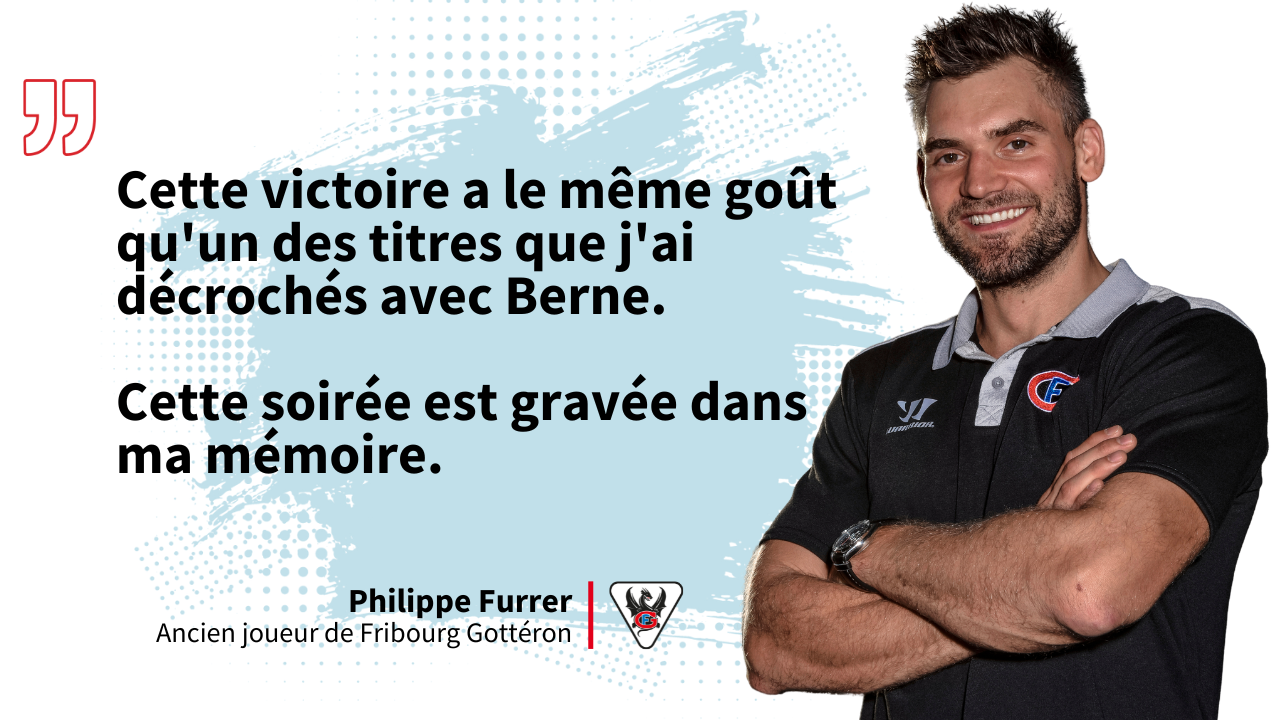 Cette victoire a le même goût
qu'un des titres que j'ai
décrochés avec Berne.
Cette soirée est gravée dans
ma mémoire.
Philippe Furrer
Ancien joueur de Fribourg Gottéron
WARRIOR